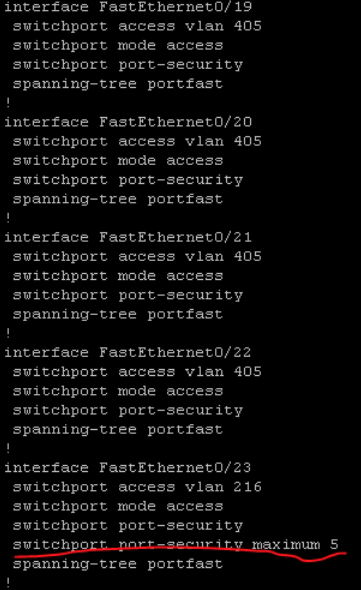 interface FastEthernet0/19
switchport access vlan 405
switchport mode access
switchport port-security
spanning-tree portfast
!
interface FastEthernet0/20
switchport access vlan 405
switchport mode access
switchport port-security
spanning-tree portfast
!
interface FastEthernet0/21
switchport access vlan 405
switchport mode access
switchport port-security
spanning-tree portfast
!
interface FastEthernet0/22
switchport access vlan 405
switchport mode access
switchport port-security
spanning-tree portfast
!
interface FastEthernet0/23
switchport access vlan 216
switchport mode access
switchport port-security
switchport port-security maximum 5
spanning-tree portfast
!